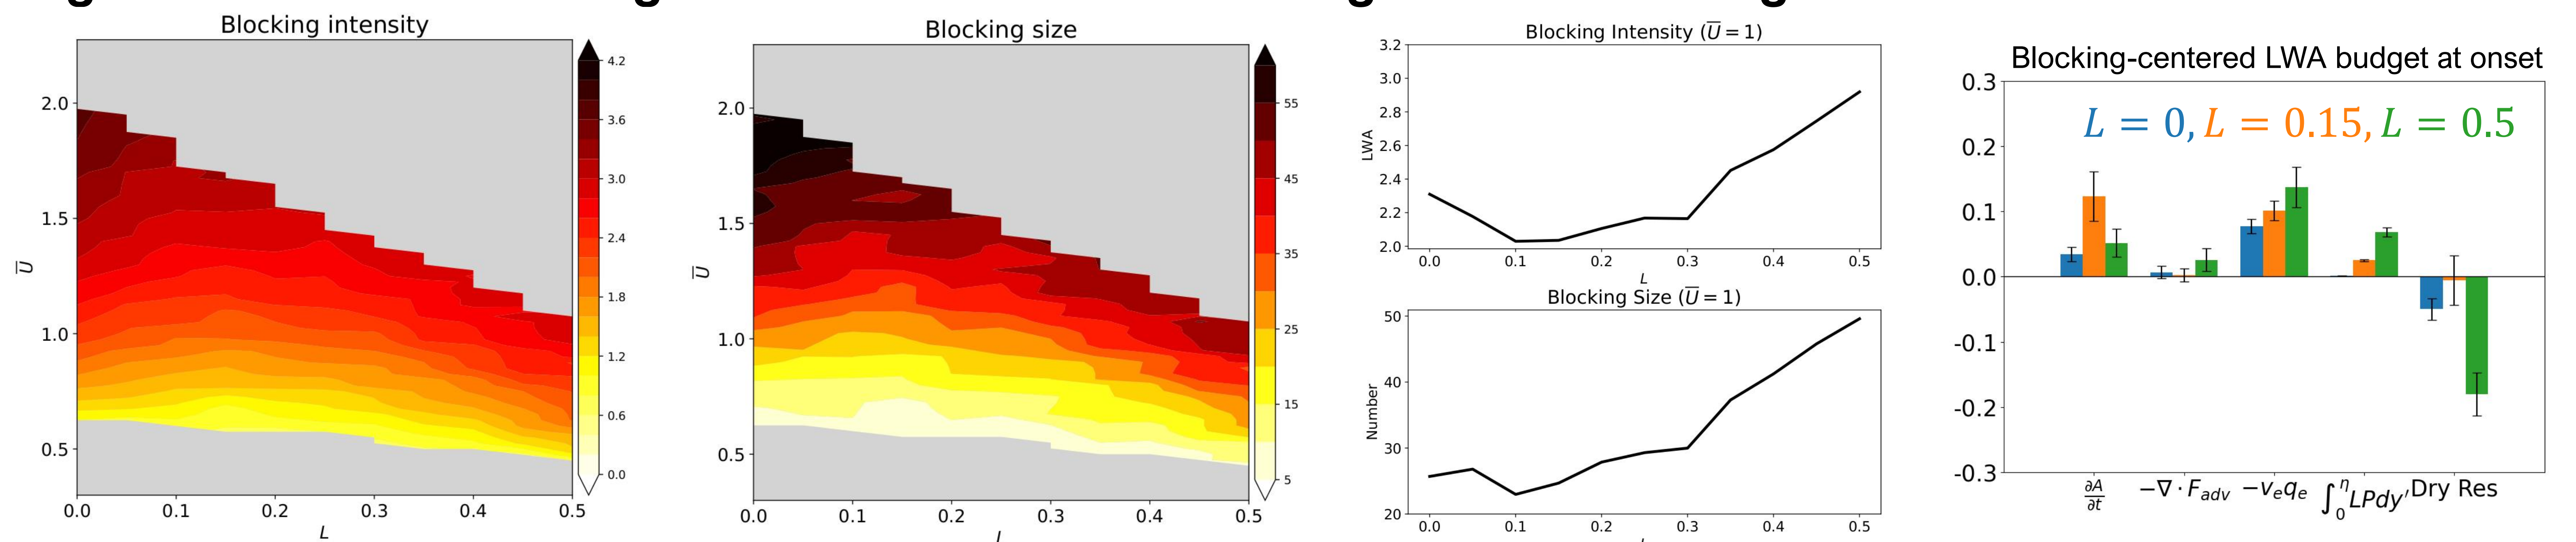 Blocking intensity
4.2
3.6
3.0
2.4
1.8
1.2
0.6
0.0
2.0
1.5
1.0
0.5
U̅
0.0 0.1 0.2 0.3 0.4 0.5
L
Blocking size
55
45
35
25
15
5
2.0
1.5
1.0
0.5
U̅
0.0 0.1 0.2 0.3 0.4 0.5
Blocking Intensity (U̅ = 1)
3.2
3.0
2.8
2.6
2.4
2.2
2.0
LWA
0.0 0.1 0.2 0.3 0.4 0.5
L
Blocking Size (U̅ = 1)
50
40
30
20
Number
0.0 0.1 0.2 0.3 0.4 0.5
Blocking-centered LWA budget at onset
L = 0, L = 0.15, L = 0.5
0.3
0.2
0.1
0.0
-0.1
-0.2
-0.3
∂A/∂t −∇ · F_adv −v_e q_e ∫₀^η LPdy′ Dry Res